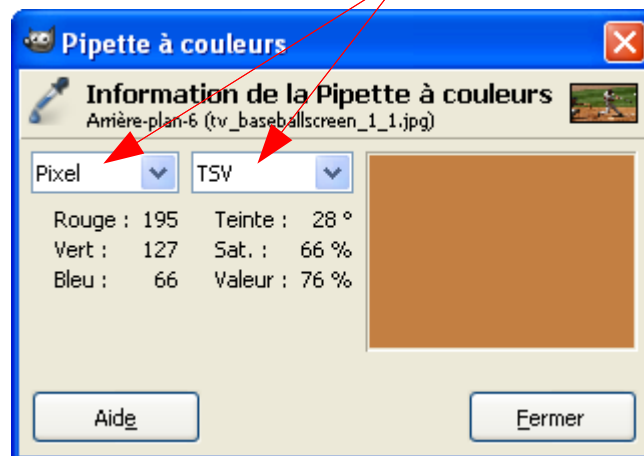 Pipette à couleurs
Information de la Pipette à couleurs
Arrière-plan-6 (tv_baseballscreen_1_1.jpg)
Pixel TSV
Rouge : 195 Teinte : 28 °
Vert : 127 Sat. : 66 %
Bleu : 66 Valeur : 76 %
Aide Fermer